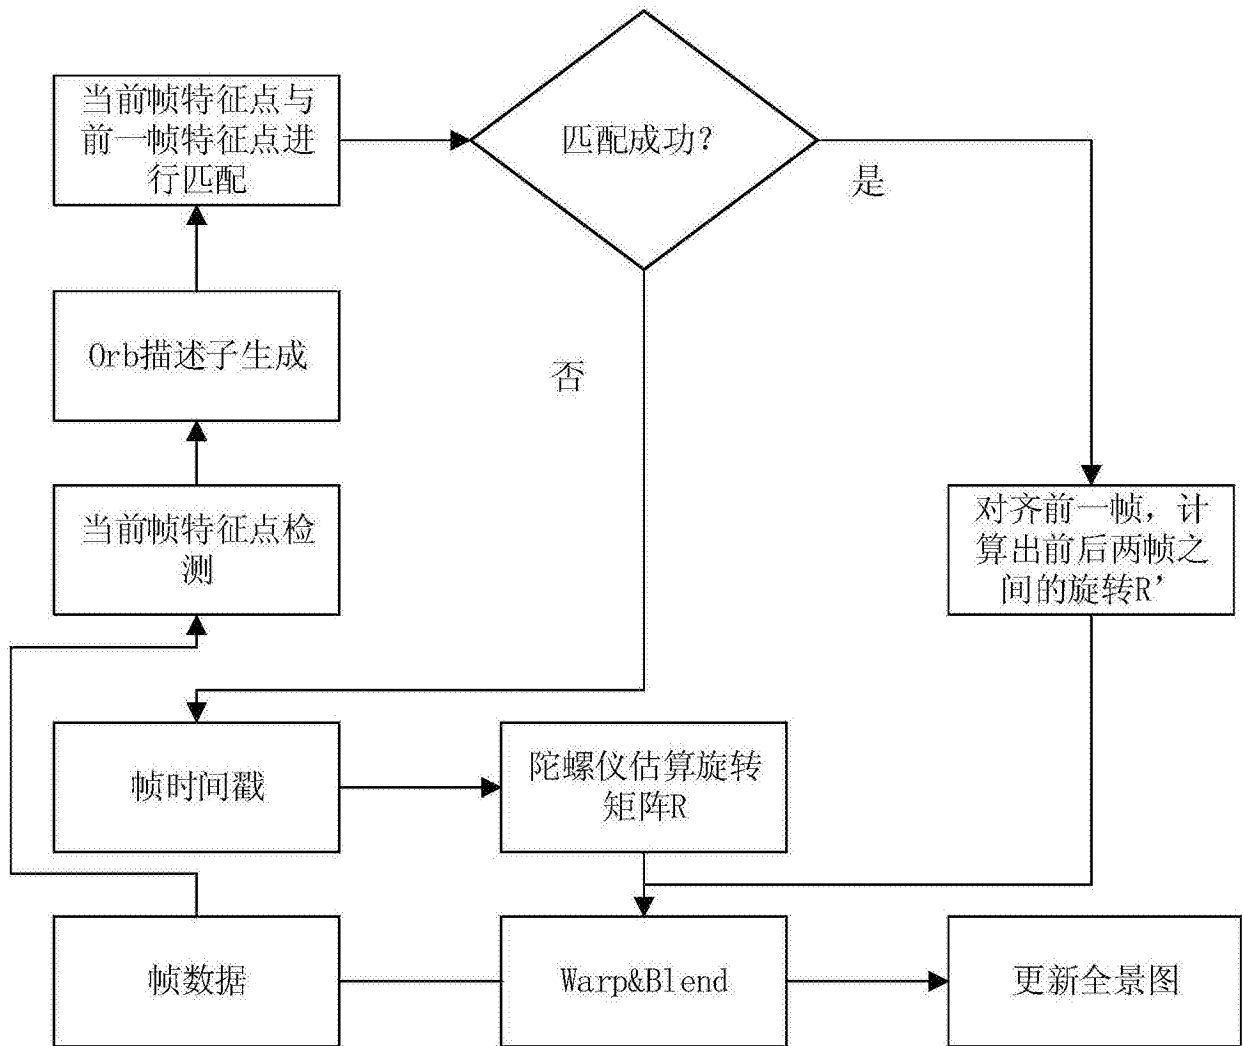 当前帧特征点与
前一帧特征点进
行匹配
匹配成功?
是
Orb描述子生成
否
当前帧特征点检
测
对齐前一帧，计
算出前后两帧之
间的旋转R’
帧时间戳
陀螺仪估算旋转
矩阵R
帧数据
Warp&Blend
更新全景图